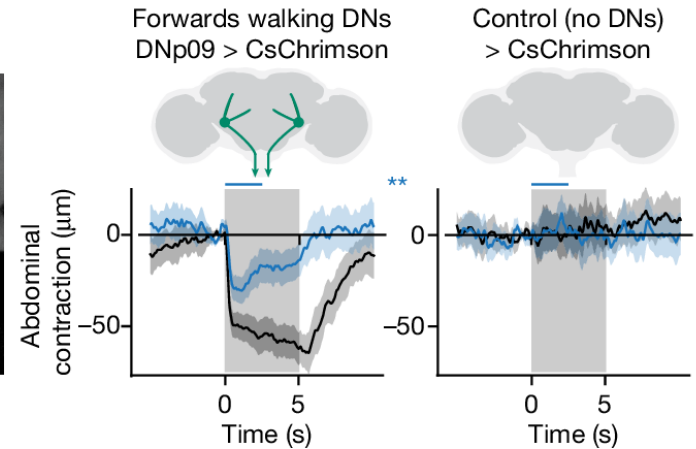 Forwards walking DNs
DNp09 > CsChrimson
Control (no DNs)
> CsChrimson
**
Abdominal
contraction (μm)
0
−50
0
5
Time (s)
0
−50
0
5
Time (s)